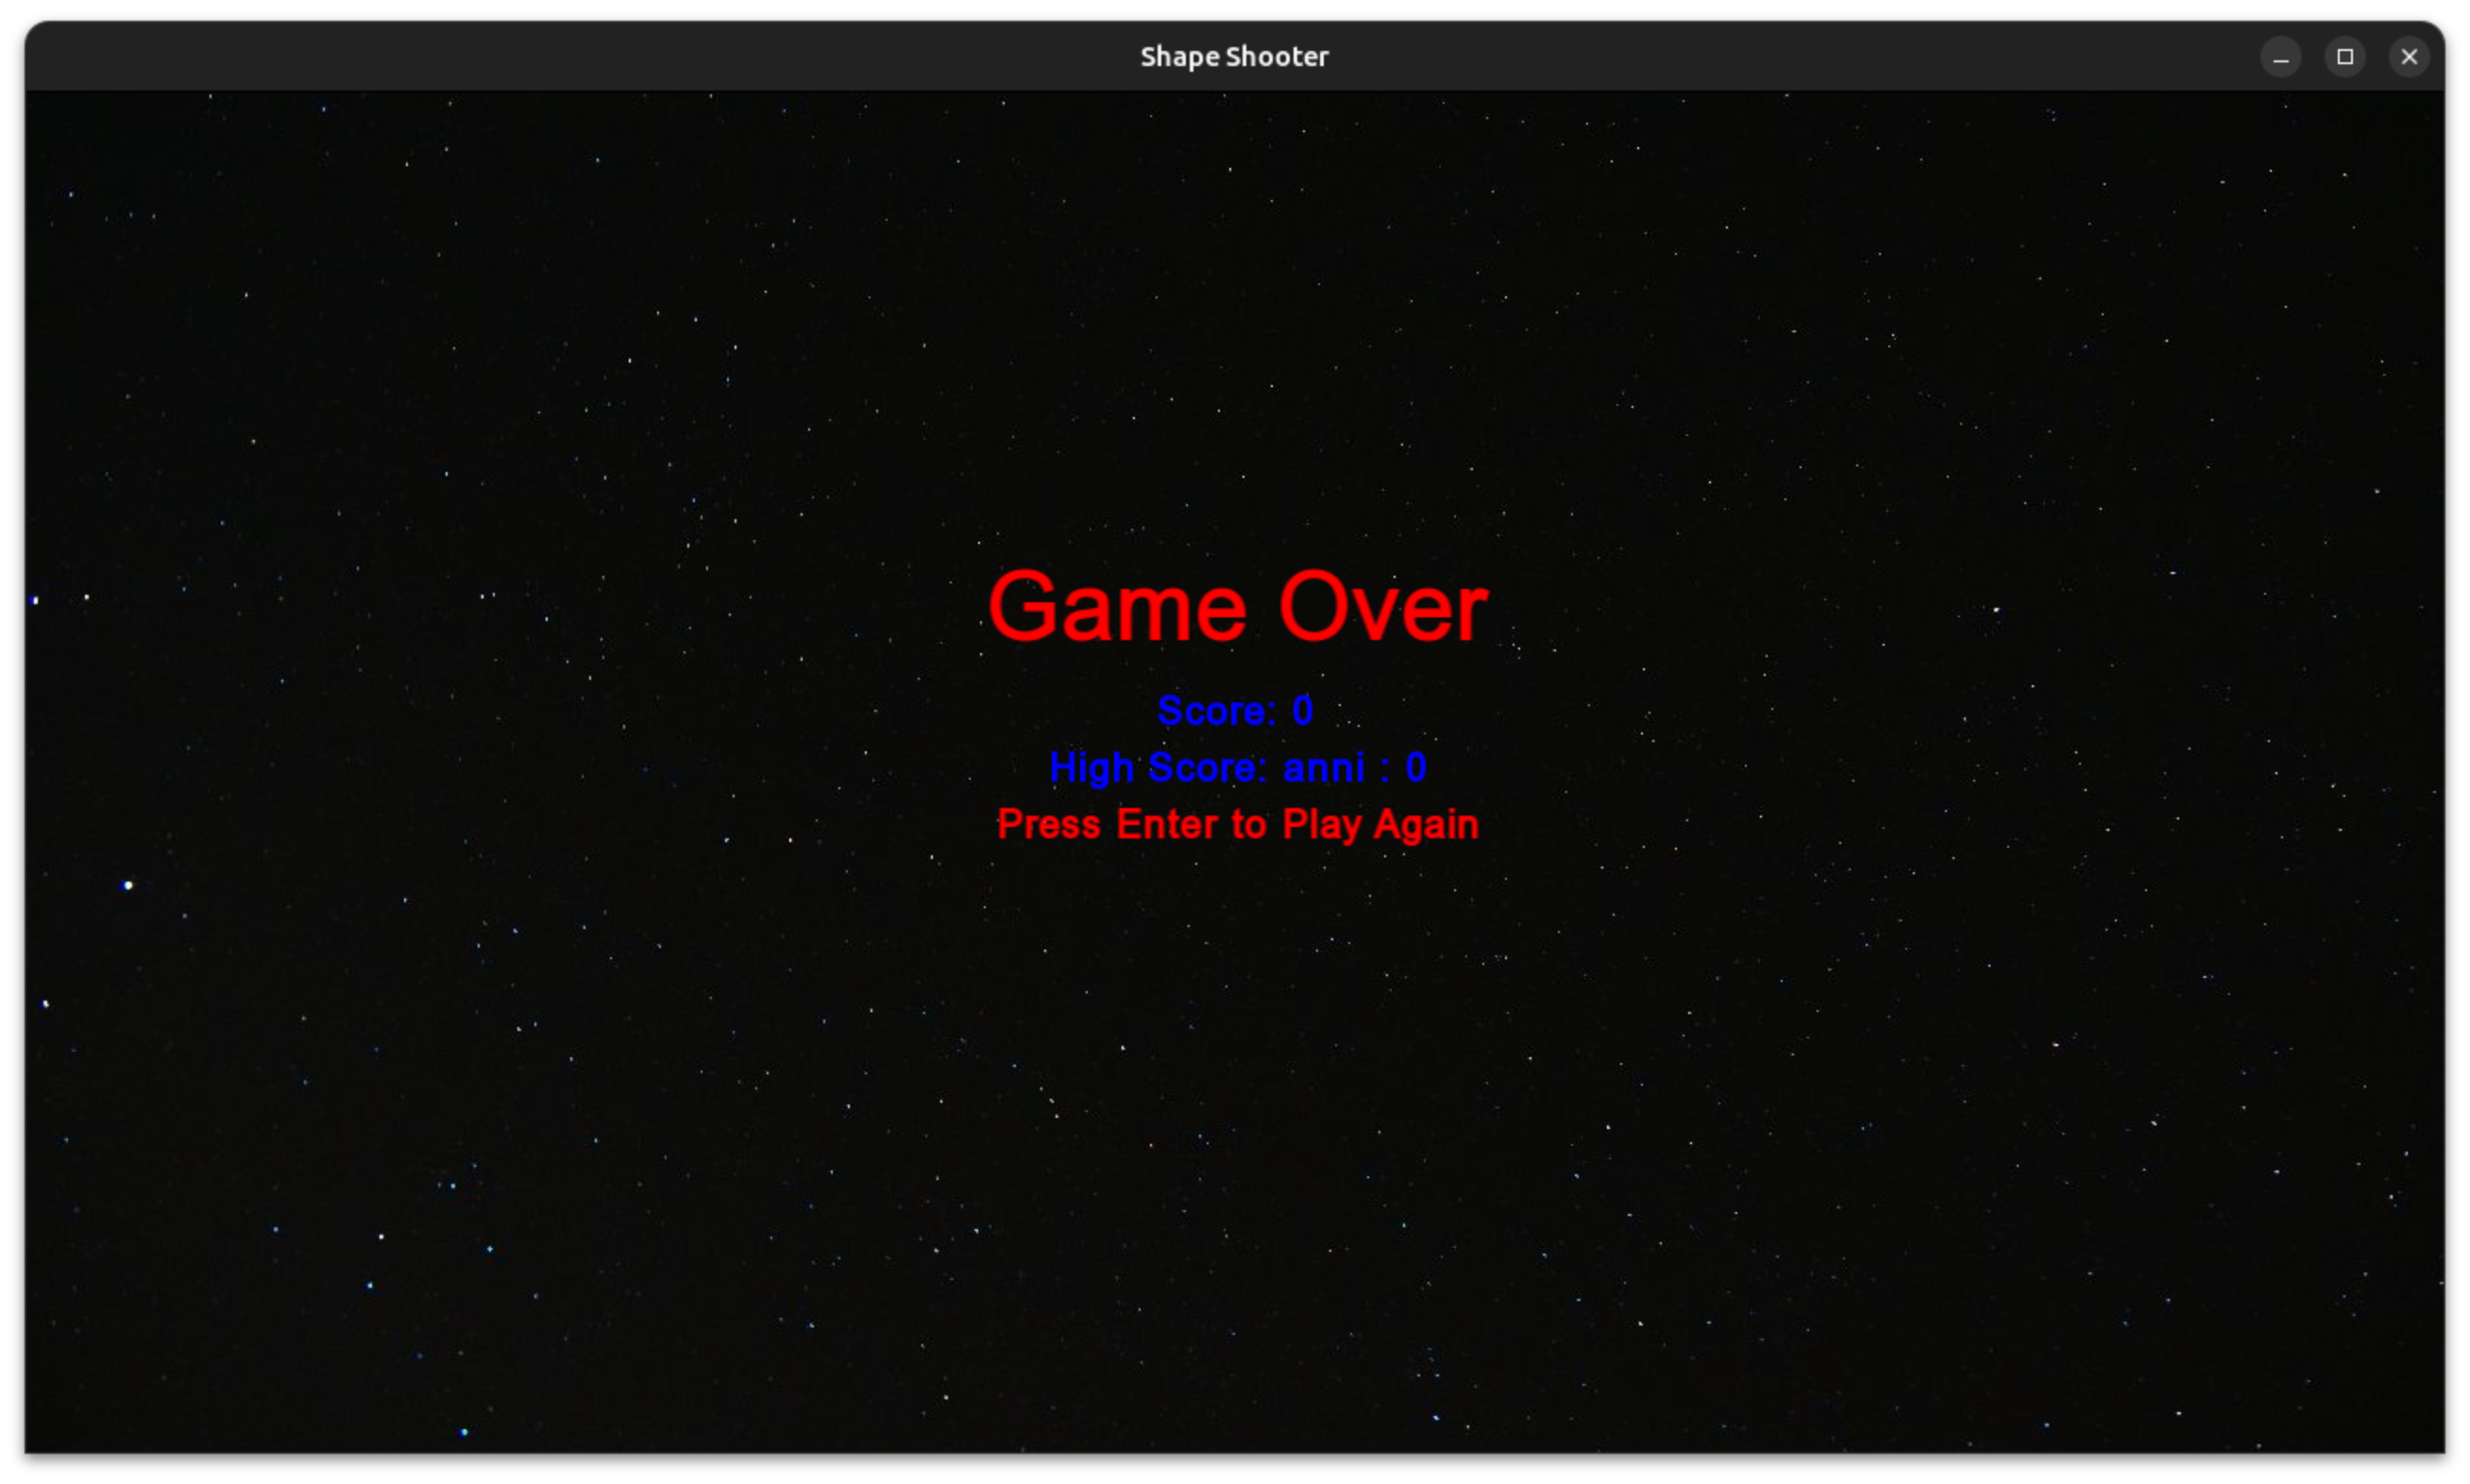 Shape Shooter
Game Over
Score: 0
High Score: anni : 0
Press Enter to Play Again